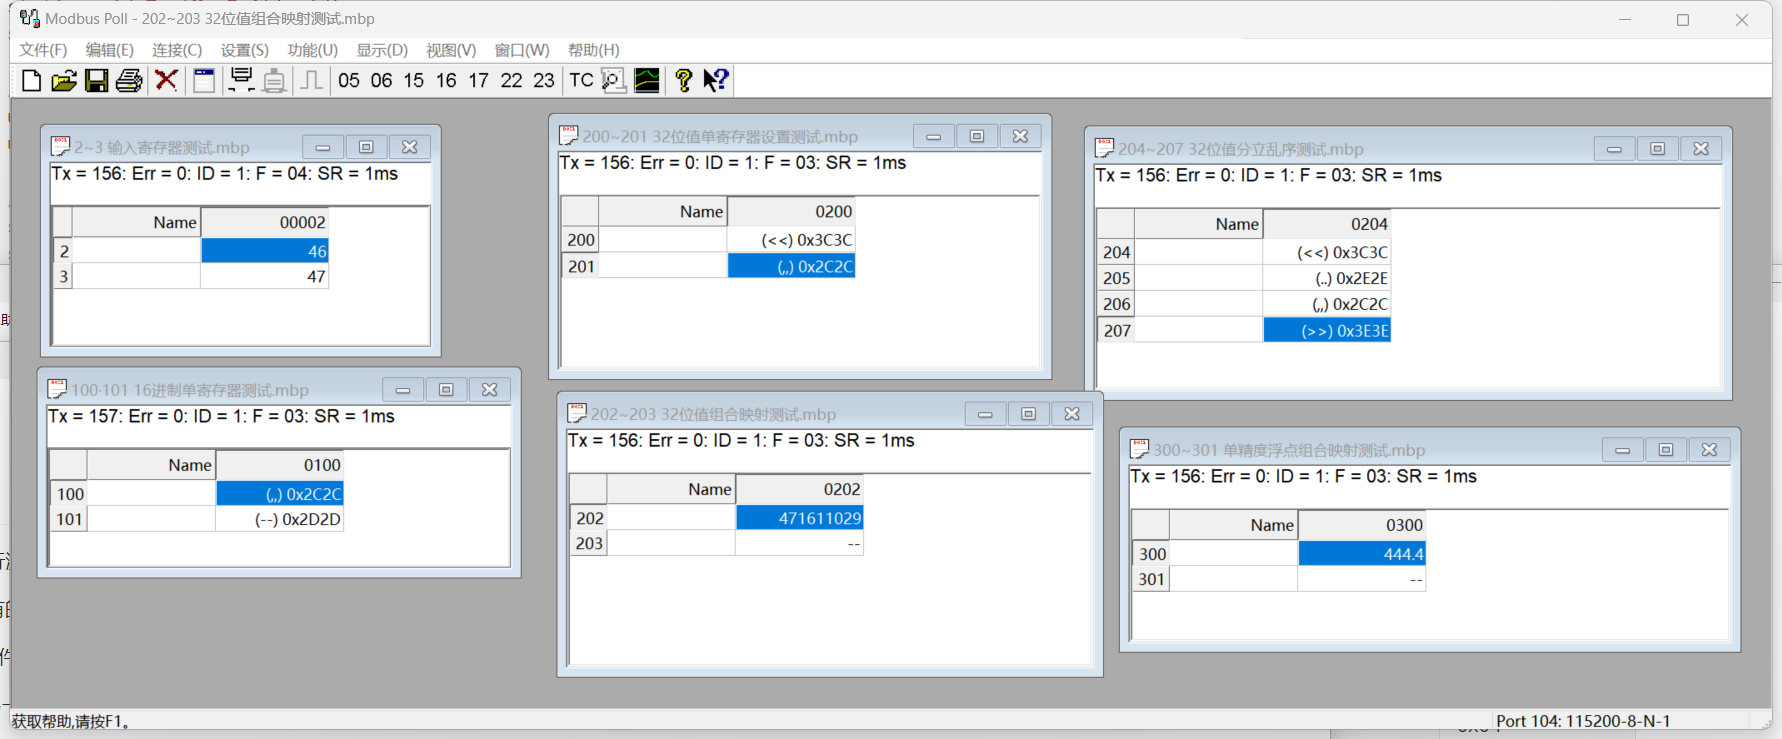 Modbus Poll - 202~203 32位值组合映射测试.mbp
文件(F) 编辑(E) 连接(C) 设置(S) 功能(U) 显示(D) 视图(V) 窗口(W) 帮助(H)
05 06 15 16 17 22 23 TC
2~3 输入寄存器测试.mbp
Tx = 156: Err = 0: ID = 1: F = 04: SR = 1ms
Name 00002
2 46
3 47
200~201 32位值单寄存器设置测试.mbp
Tx = 156: Err = 0: ID = 1: F = 03: SR = 1ms
Name 0200
200 (<<) 0x3C3C
201 (,,) 0x2C2C
204~207 32位值分立乱序测试.mbp
Tx = 156: Err = 0: ID = 1: F = 03: SR = 1ms
Name 0204
204 (<<) 0x3C3C
205 (..) 0x2E2E
206 (,,) 0x2C2C
207 (>>) 0x3E3E
100·101 16进制单寄存器测试.mbp
Tx = 157: Err = 0: ID = 1: F = 03: SR = 1ms
Name 0100
100 (,,) 0x2C2C
101 (--) 0x2D2D
202~203 32位值组合映射测试.mbp
Tx = 156: Err = 0: ID = 1: F = 03: SR = 1ms
Name 0202
202 471611029
203 --
300~301 单精度浮点组合映射测试.mbp
Tx = 156: Err = 0: ID = 1: F = 03: SR = 1ms
Name 0300
300 444.4
301 --
获取帮助,请按F1。
Port 104: 115200-8-N-1